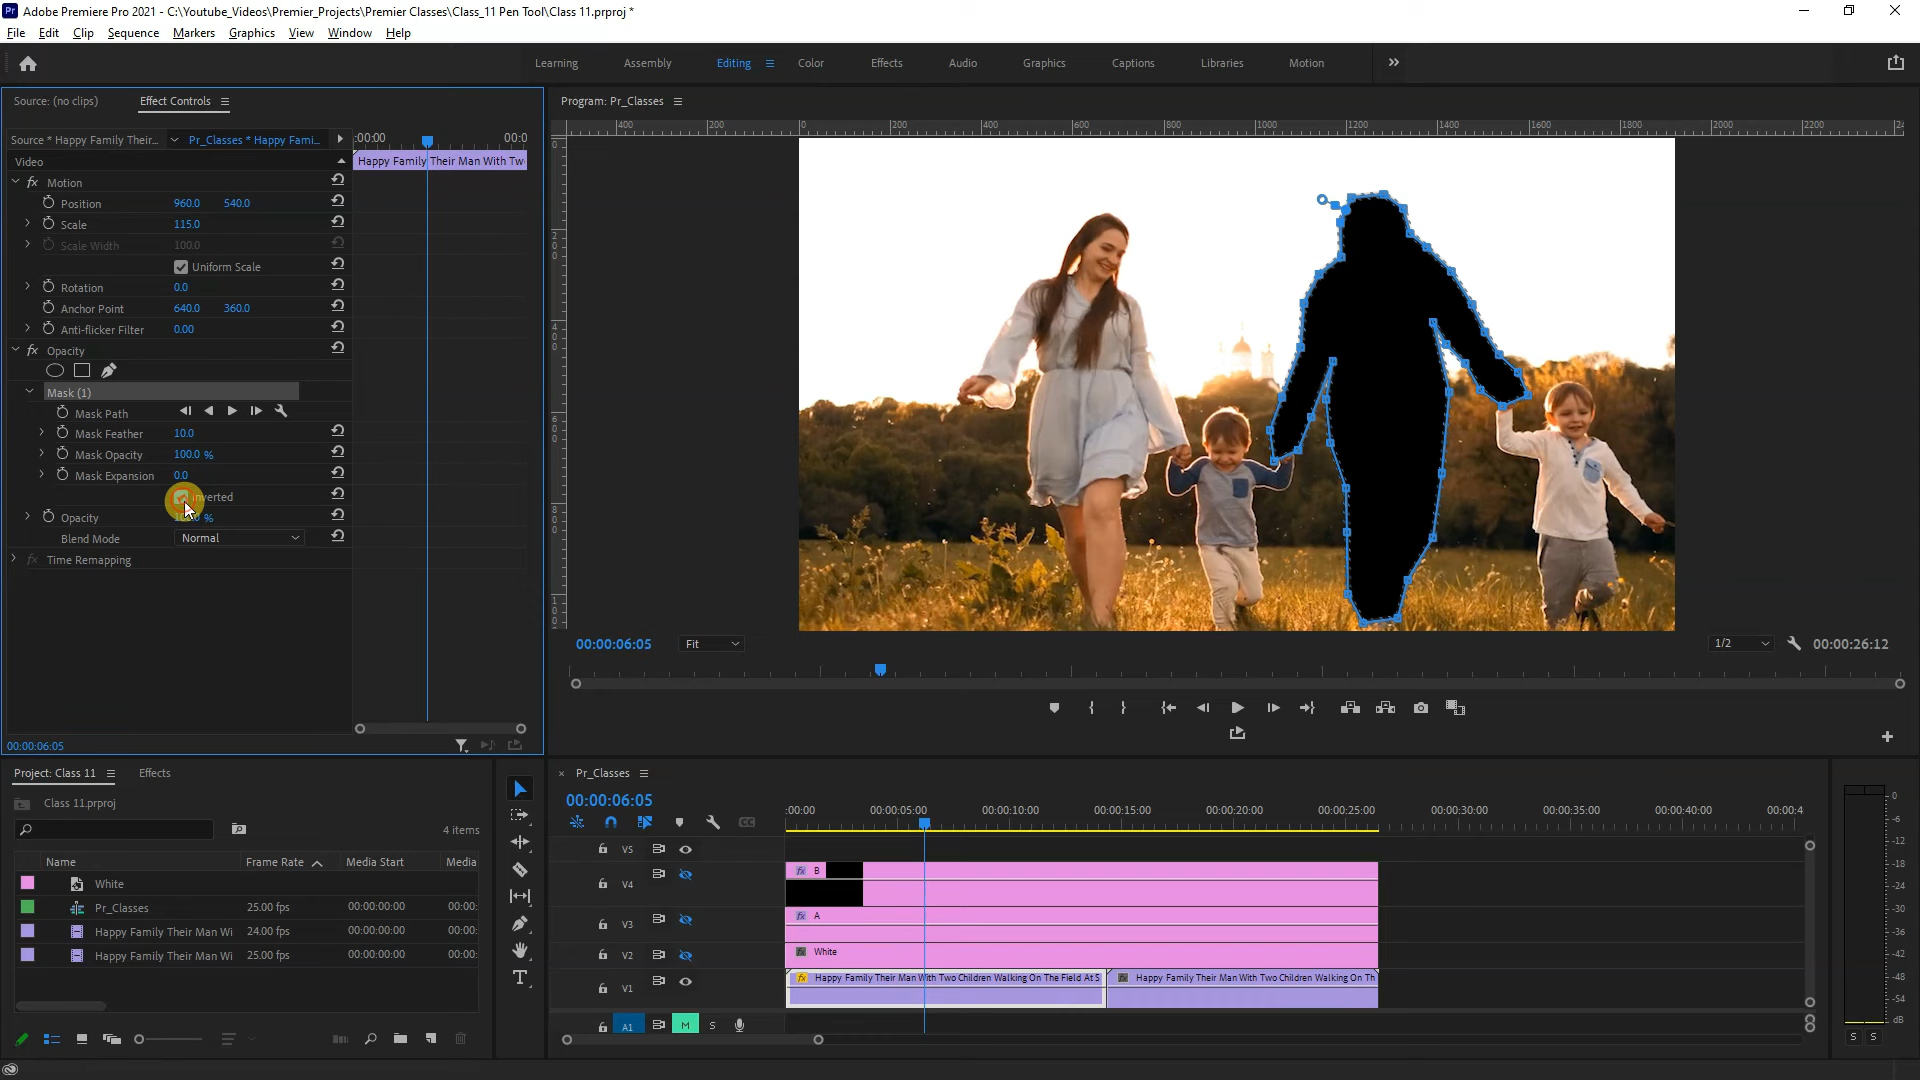 Adobe Premiere Pro 2021 - C:\Youtube_Videos\Premier_Projects\Premier Classes\Class_11 Pen Tool\Class 11.prproj *
File Edit Clip Sequence Markers Graphics View Window Help
Learning Assembly Editing Color Effects Audio Graphics Captions Libraries Motion
Source: (no clips) Effect Controls Program: Pr_Classes
Source * Happy Family Their... Pr_Classes * Happy Fami...
:00:00 00:0
Video
Happy Family Their Man With Tw
Motion
Position 960.0 540.0
Scale 115.0
Scale Width 100.0
Uniform Scale
Rotation 0.0
Anchor Point 640.0 360.0
Anti-flicker Filter 0.00
Opacity
Mask (1)
Mask Path
Mask Feather 10.0
Mask Opacity 100.0 %
Mask Expansion 0.0
Inverted
Opacity %
Blend Mode Normal
Time Remapping
00:00:06:05
400 200 0 200 400 600 800 1000 1200 1400 1600 1800 2000 2200
00:00:06:05 Fit 1/2 00:00:26:12
Project: Class 11 Effects
Class 11.prproj
4 items
Name Frame Rate Media Start Media
White
Pr_Classes 25.00 fps 00:00:00:00 00:00:
Happy Family Their Man Wi 24.00 fps 00:00:00:00 00:00:
Happy Family Their Man Wi 25.00 fps 00:00:00:00 00:00:
Pr_Classes
00:00:06:05
:00:00 00:00:05:00 00:00:10:00 00:00:15:00 00:00:20:00 00:00:25:00 00:00:30:00 00:00:35:00 00:00:40:00 00:00:4
V5
V4 B
V3 A
V2 White
V1 Happy Family Their Man With Two Children Walking On The Field At S Happy Family Their Man With Two Children Walking On Th
A1 M S
0
-6
-12
-18
-24
-30
-36
-42
-48
-54
dB
S S